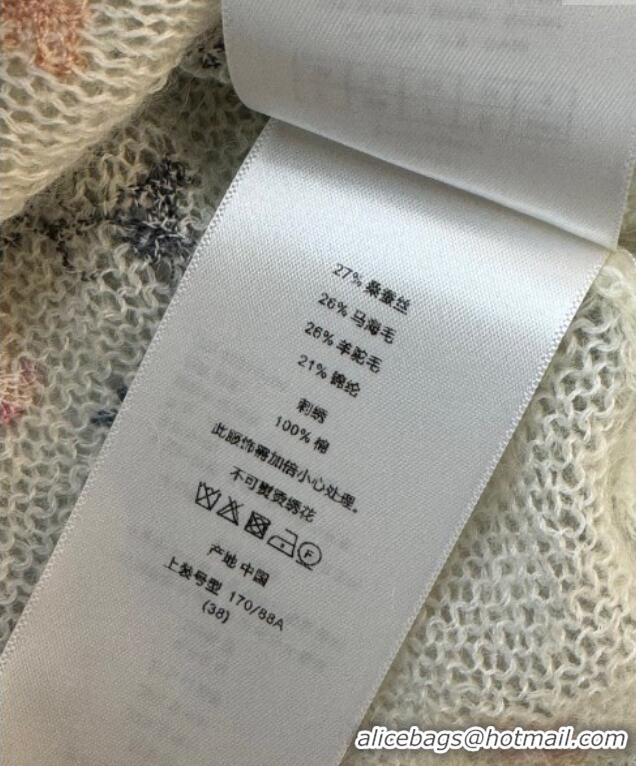 27% 桑蚕丝
26% 马海毛
26% 羊驼毛
21% 锦纶
刺绣
100% 棉
此服饰需加倍小心处理。
不可熨烫绣花
F
产地中国
上装号型 170/88A
(38)
alicebags@hotmail.com